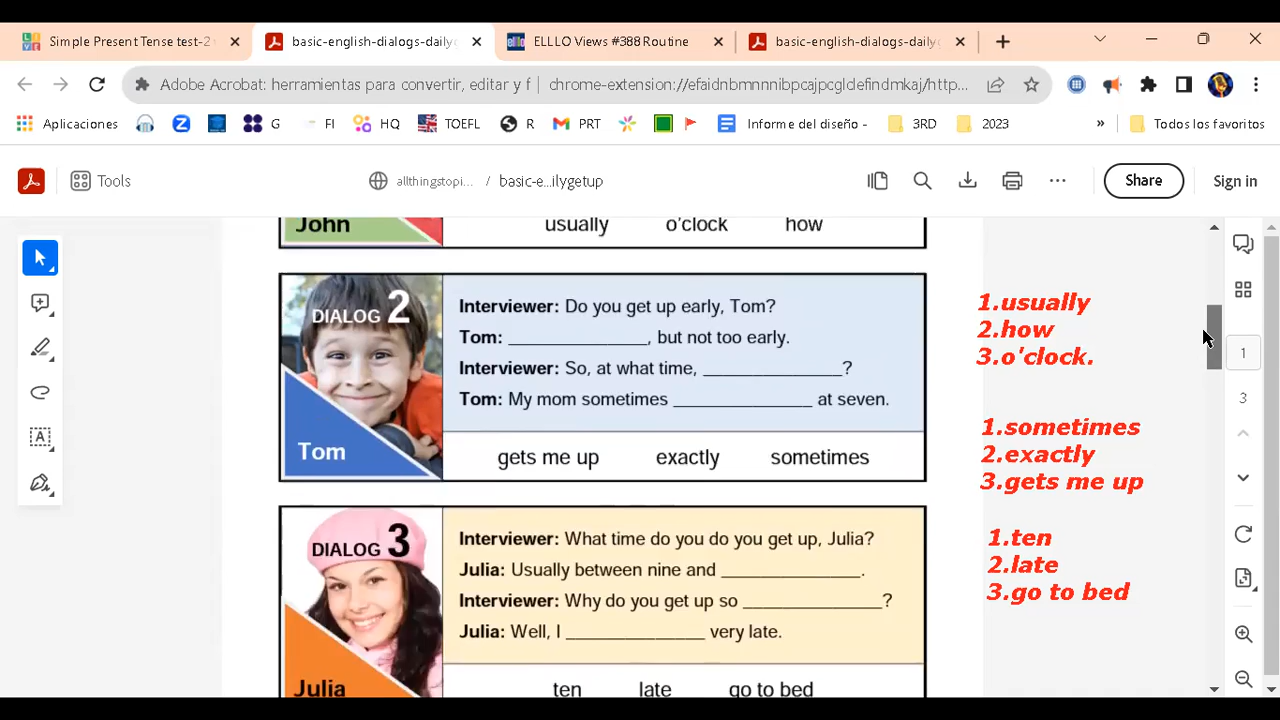 Simple Present Tense test-2
basic-english-dialogs-daily
ELLLO Views #388 Routine
basic-english-dialogs-daily
Adobe Acrobat: herramientas para convertir, editar y f
chrome-extension://efaidnbmnnnibpcajpcglclefindmkaj/http...
Aplicaciones
G
FI
HQ
TOEFL
R
PRT
Informe del diseño -
3RD
2023
»
Todos los favoritos
Tools
allthingstopi... / basic-e...ilygetup
Share
Sign in
John
usually o'clock how
DIALOG 2
Interviewer: Do you get up early, Tom?
Tom: ______________, but not too early.
Interviewer: So, at what time, ______________?
Tom: My mom sometimes ______________ at seven.
Tom
gets me up exactly sometimes
DIALOG 3
Interviewer: What time do you do you get up, Julia?
Julia: Usually between nine and ______________.
Interviewer: Why do you get up so ______________?
Julia: Well, I ______________ very late.
Julia
ten late go to bed
1.usually
2.how
3.o'clock.
1.sometimes
2.exactly
3.gets me up
1.ten
2.late
3.go to bed
1
3